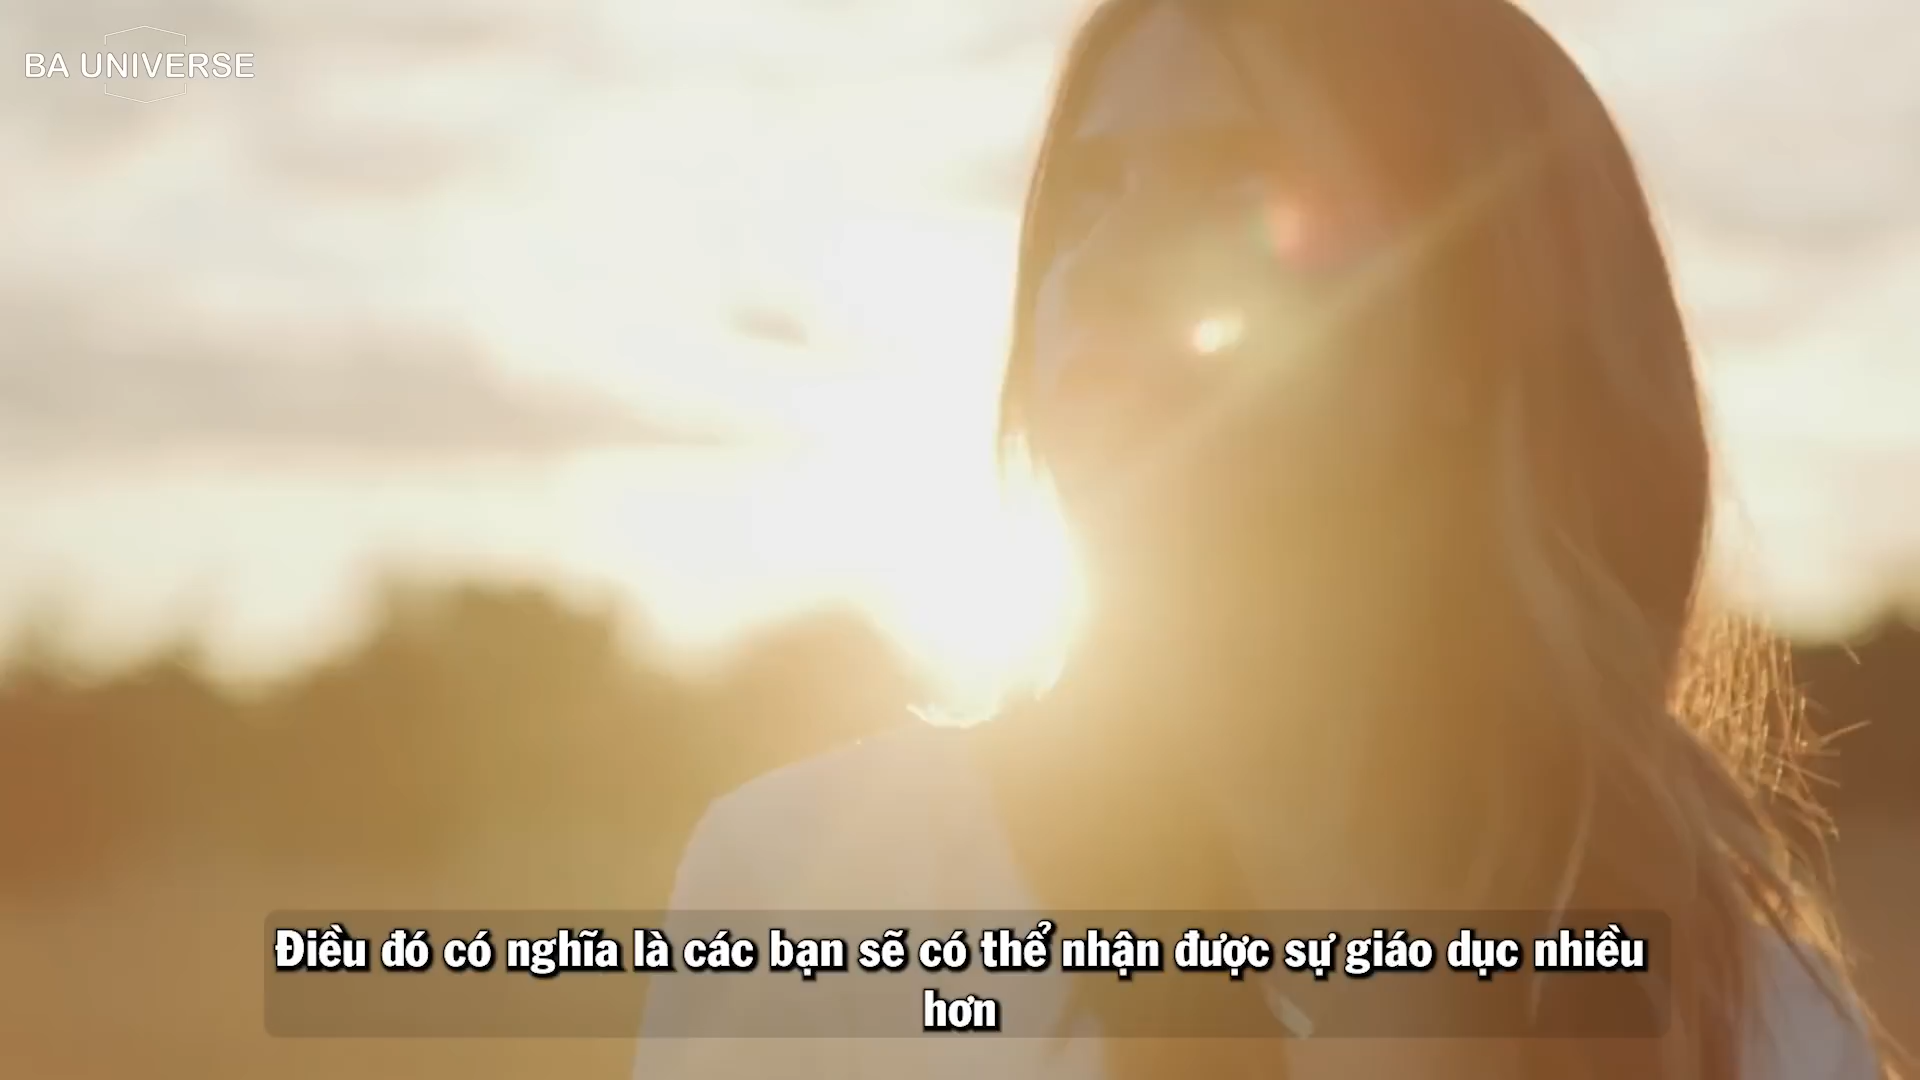 BA UNIVERSE
Điều đó có nghĩa là các bạn sẽ có thể nhận được sự giáo dục nhiều
hơn